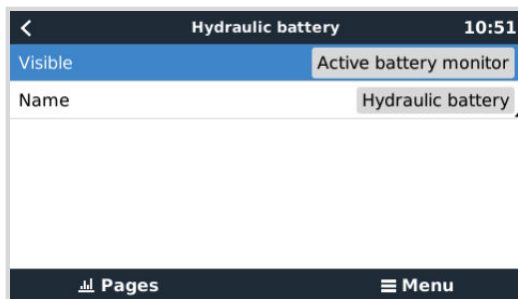 Hydraulic battery 10:51
Visible Active battery monitor
Name Hydraulic battery
Pages Menu